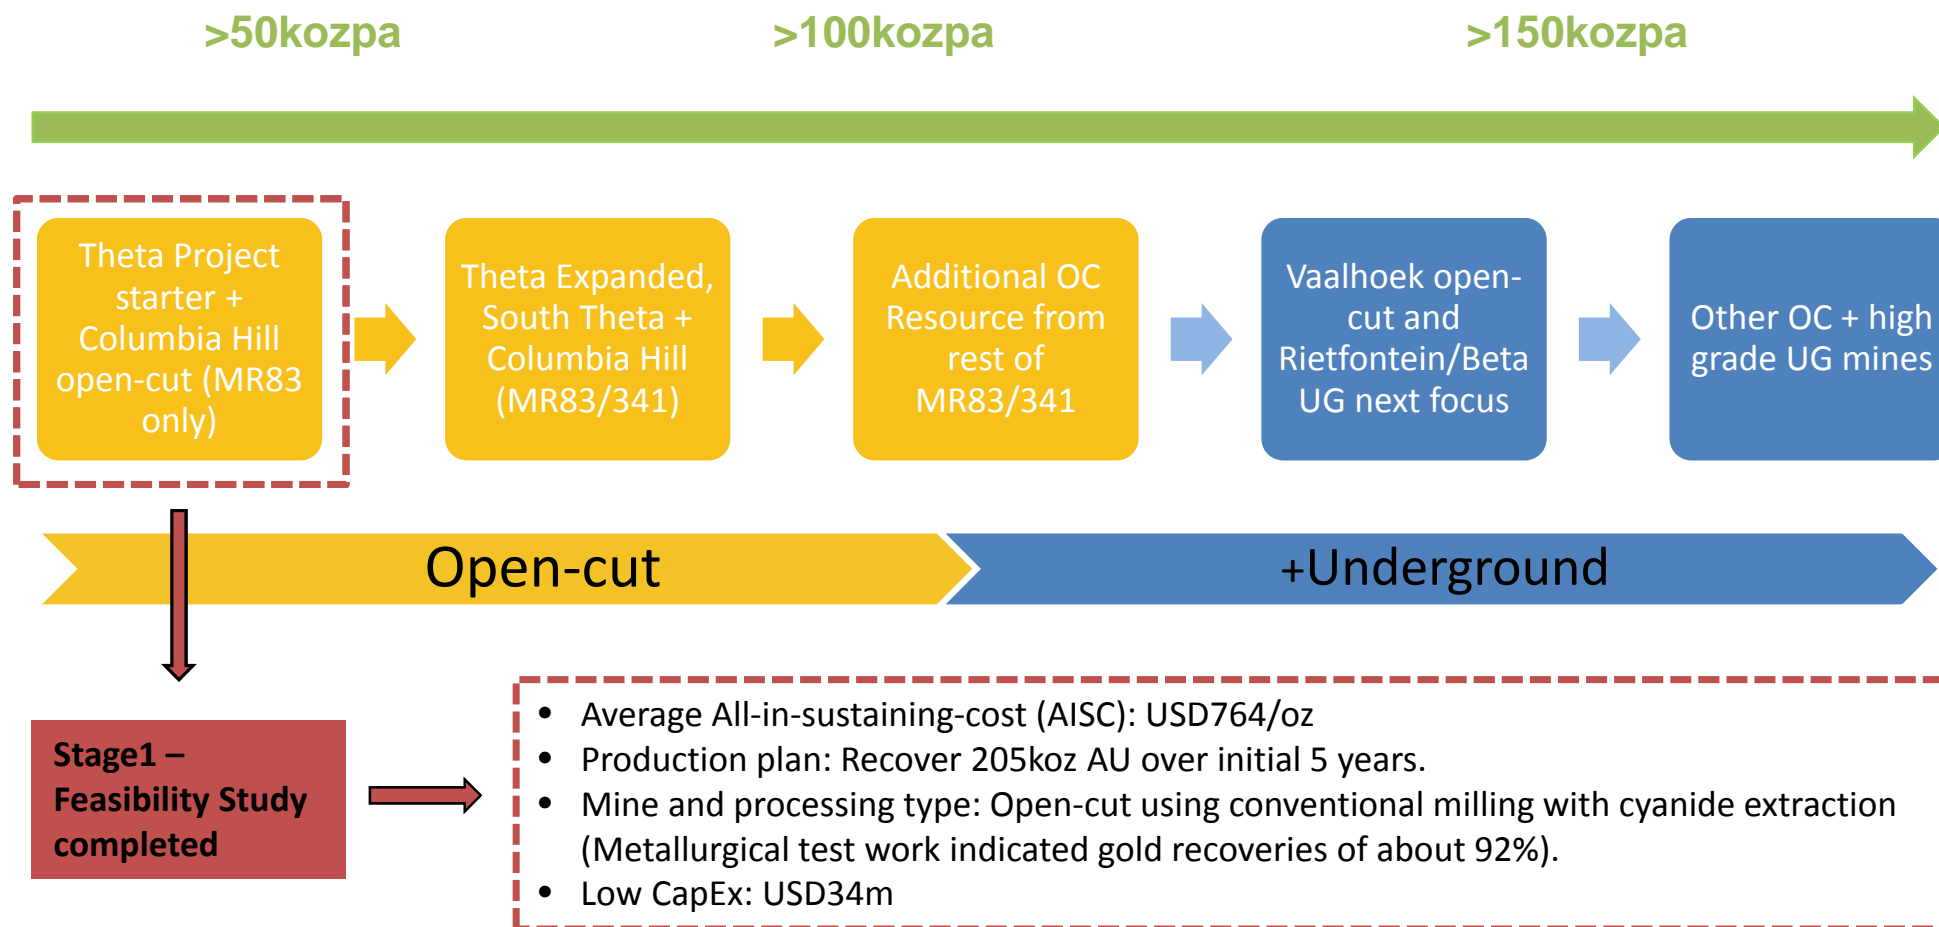 >50kozpa
>100kozpa
>150kozpa
Theta Project
starter +
Columbia Hill
open-cut (MR83
only)
Theta Expanded,
South Theta +
Columbia Hill
(MR83/341)
Additional OC
Resource from
rest of
MR83/341
Vaalhoek open-
cut and
Rietfontein/Beta
UG next focus
Other OC + high
grade UG mines
Open-cut
+Underground
Stage1 –
Feasibility Study
completed
• Average All-in-sustaining-cost (AISC): USD764/oz
• Production plan: Recover 205koz AU over initial 5 years.
• Mine and processing type: Open-cut using conventional milling with cyanide extraction
(Metallurgical test work indicated gold recoveries of about 92%).
• Low CapEx: USD34m